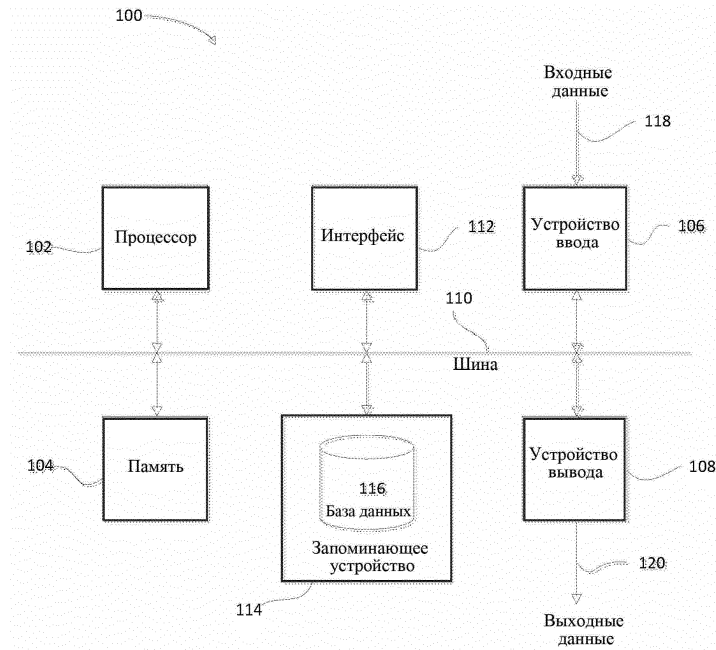 100
Входные
данные
118
102
Процессор
Интерфейс
112
Устройство
ввода
106
110
Шина
104
Память
116
База данных
Запоминающее
устройство
114
Устройство
вывода
108
120
Выходные
данные